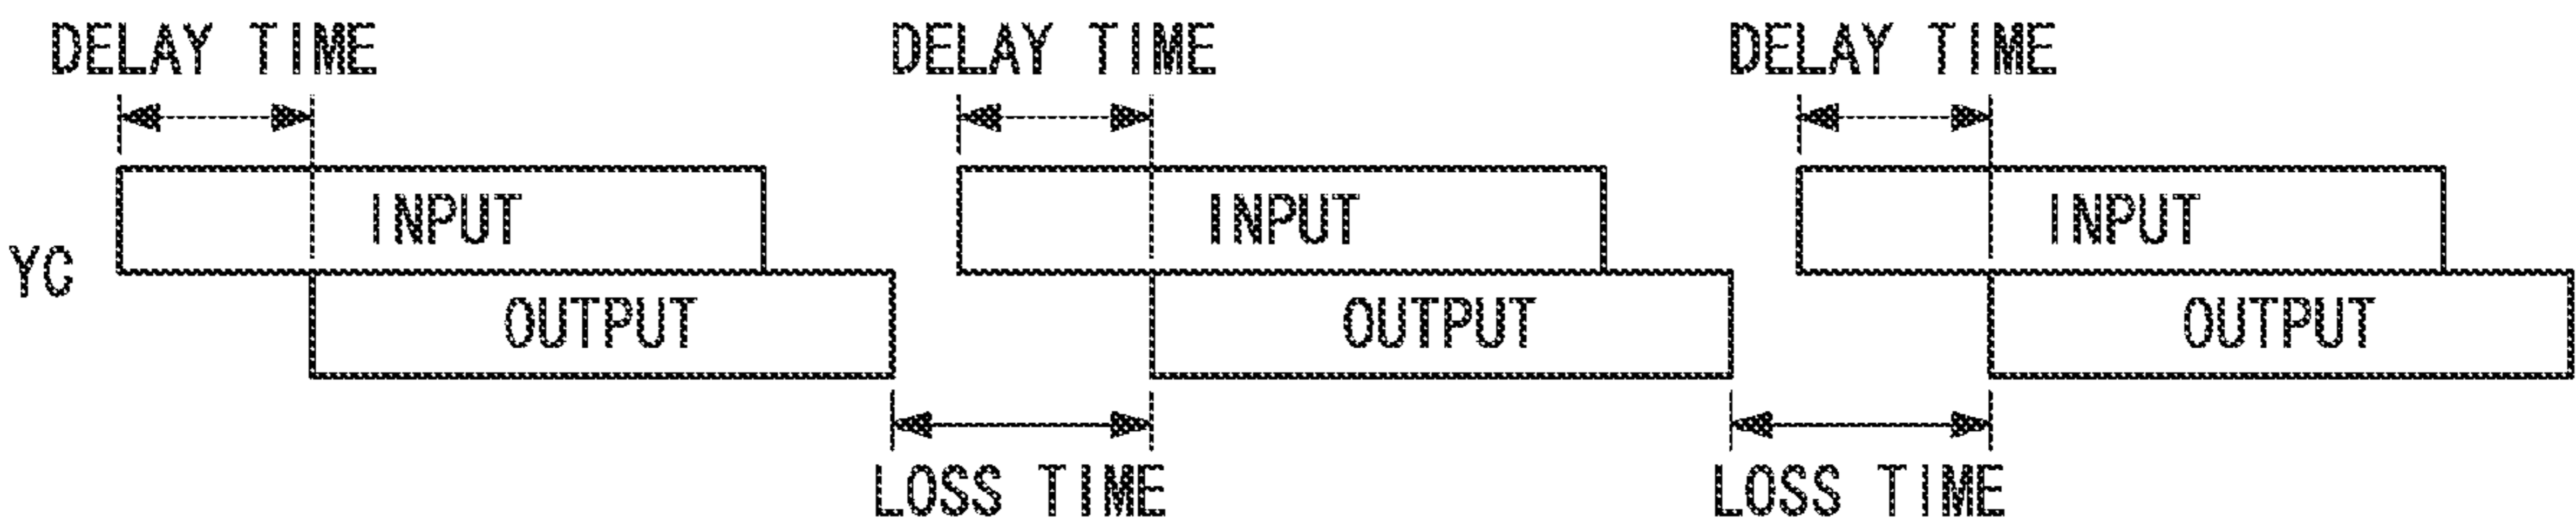 DELAY TIME DELAY TIME DELAY TIME
INPUT INPUT INPUT
YC
OUTPUT OUTPUT OUTPUT
LOSS TIME LOSS TIME